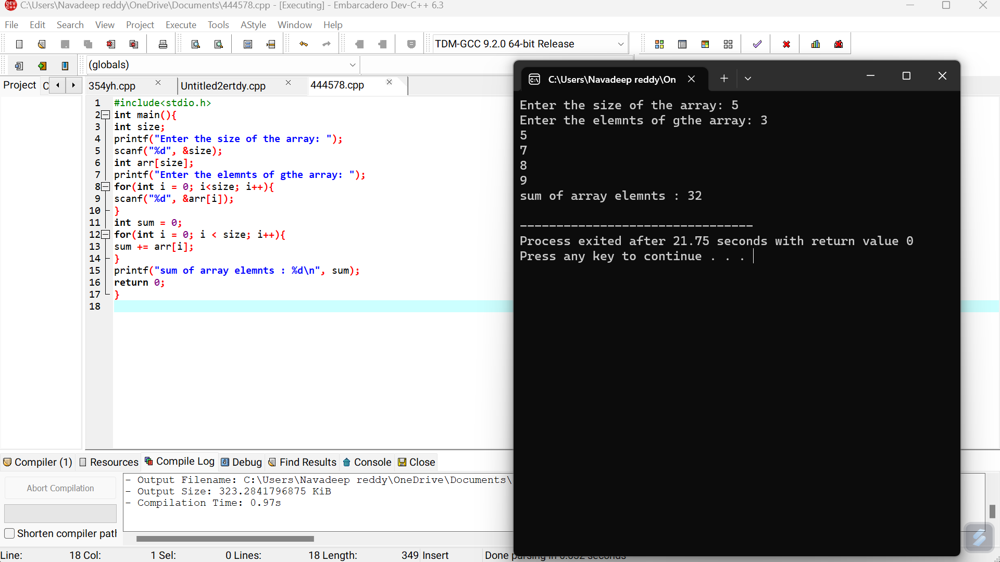 C:\Users\Navadeep reddy\OneDrive\Documents\444578.cpp - [Executing] - Embarcadero Dev-C++ 6.3
File Edit Search View Project Execute Tools AStyle Window Help
TDM-GCC 9.2.0 64-bit Release
(globals)
Project
354yh.cpp Untitled2ertdy.cpp 444578.cpp
1 #include<stdio.h>
2 int main(){
3 int size;
4 printf("Enter the size of the array: ");
5 scanf("%d", &size);
6 int arr[size];
7 printf("Enter the elemnts of gthe array: ");
8 for(int i = 0; i<size; i++){
9 scanf("%d", &arr[i]);
10 }
11 int sum = 0;
12 for(int i = 0; i < size; i++){
13 sum += arr[i];
14 }
15 printf("sum of array elemnts : %d\n", sum);
16 return 0;
17 }
18
C:\Users\Navadeep reddy\On
Enter the size of the array: 5
Enter the elemnts of gthe array: 3
5
7
8
9
sum of array elemnts : 32
--------------------------------
Process exited after 21.75 seconds with return value 0
Press any key to continue . . .
Compiler (1) Resources Compile Log Debug Find Results Console Close
Abort Compilation
Shorten compiler path
- Output Filename: C:\Users\Navadeep reddy\OneDrive\Documents\
- Output Size: 323.2841796875 KiB
- Compilation Time: 0.97s
Line: 18 Col: 1 Sel: 0 Lines: 18 Length: 349 Insert Done parsing in 0.032 seconds